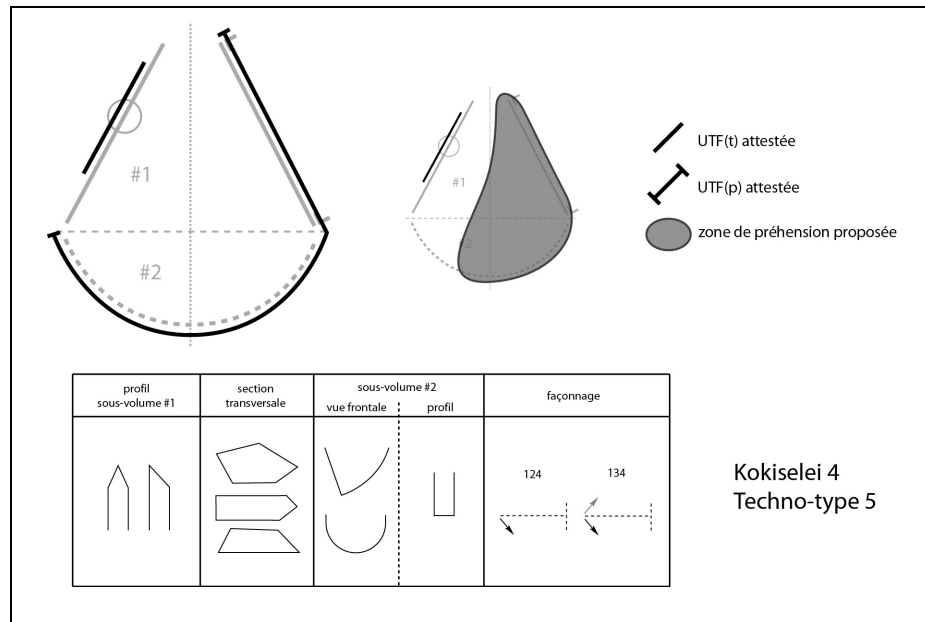 #1
#2
#1
#2
UTF(t) attestée
UTF(p) attestée
zone de préhension proposée
profil
sous-volume #1
section
transversale
sous-volume #2
vue frontale
profil
façonnage
124
134
Kokiselei 4
Techno-type 5